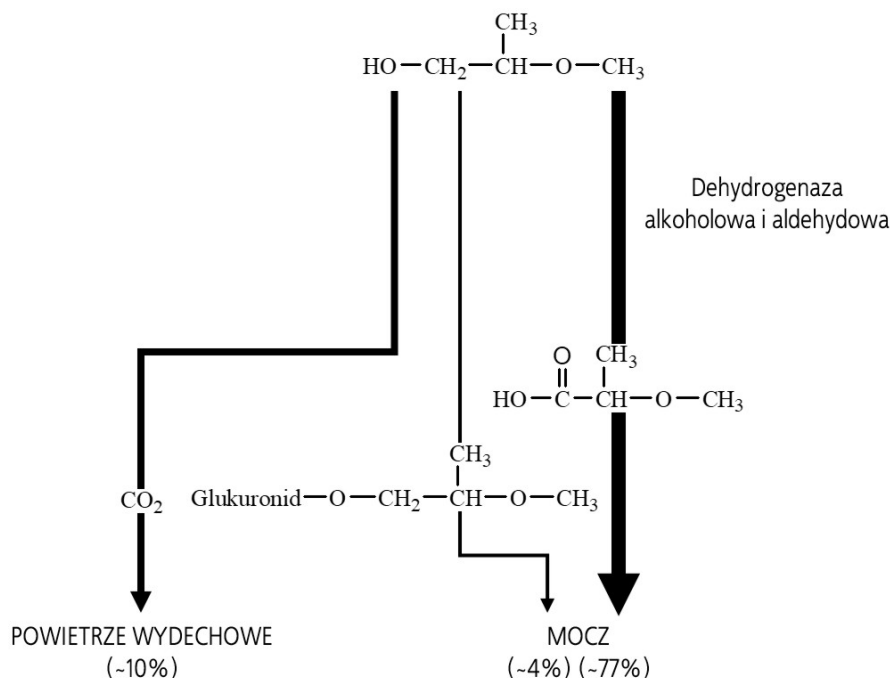 CH₃
HO—CH₂—CH—O—CH₃
Dehydrogenaza
alkoholowa i aldehydowa
O CH₃
HO—C—CH—O—CH₃
CH₃
CO₂ Glukuronid—O—CH₂—CH—O—CH₃
POWIETRZE WYDECHOWE MOCZ
(~10%) (~4%) (~77%)